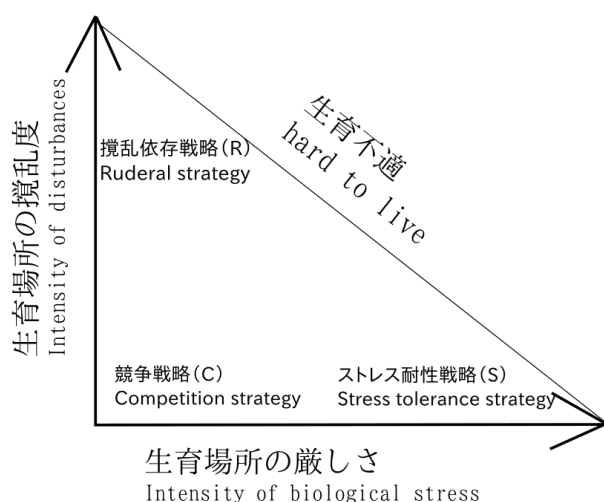 生育不適
hard to live
撹乱依存戦略(R)
Ruderal strategy
生育場所の撹乱度
Intensity of disturbances
競争戦略(C)
Competition strategy
ストレス耐性戦略(S)
Stress tolerance strategy
生育場所の厳しさ
Intensity of biological stress